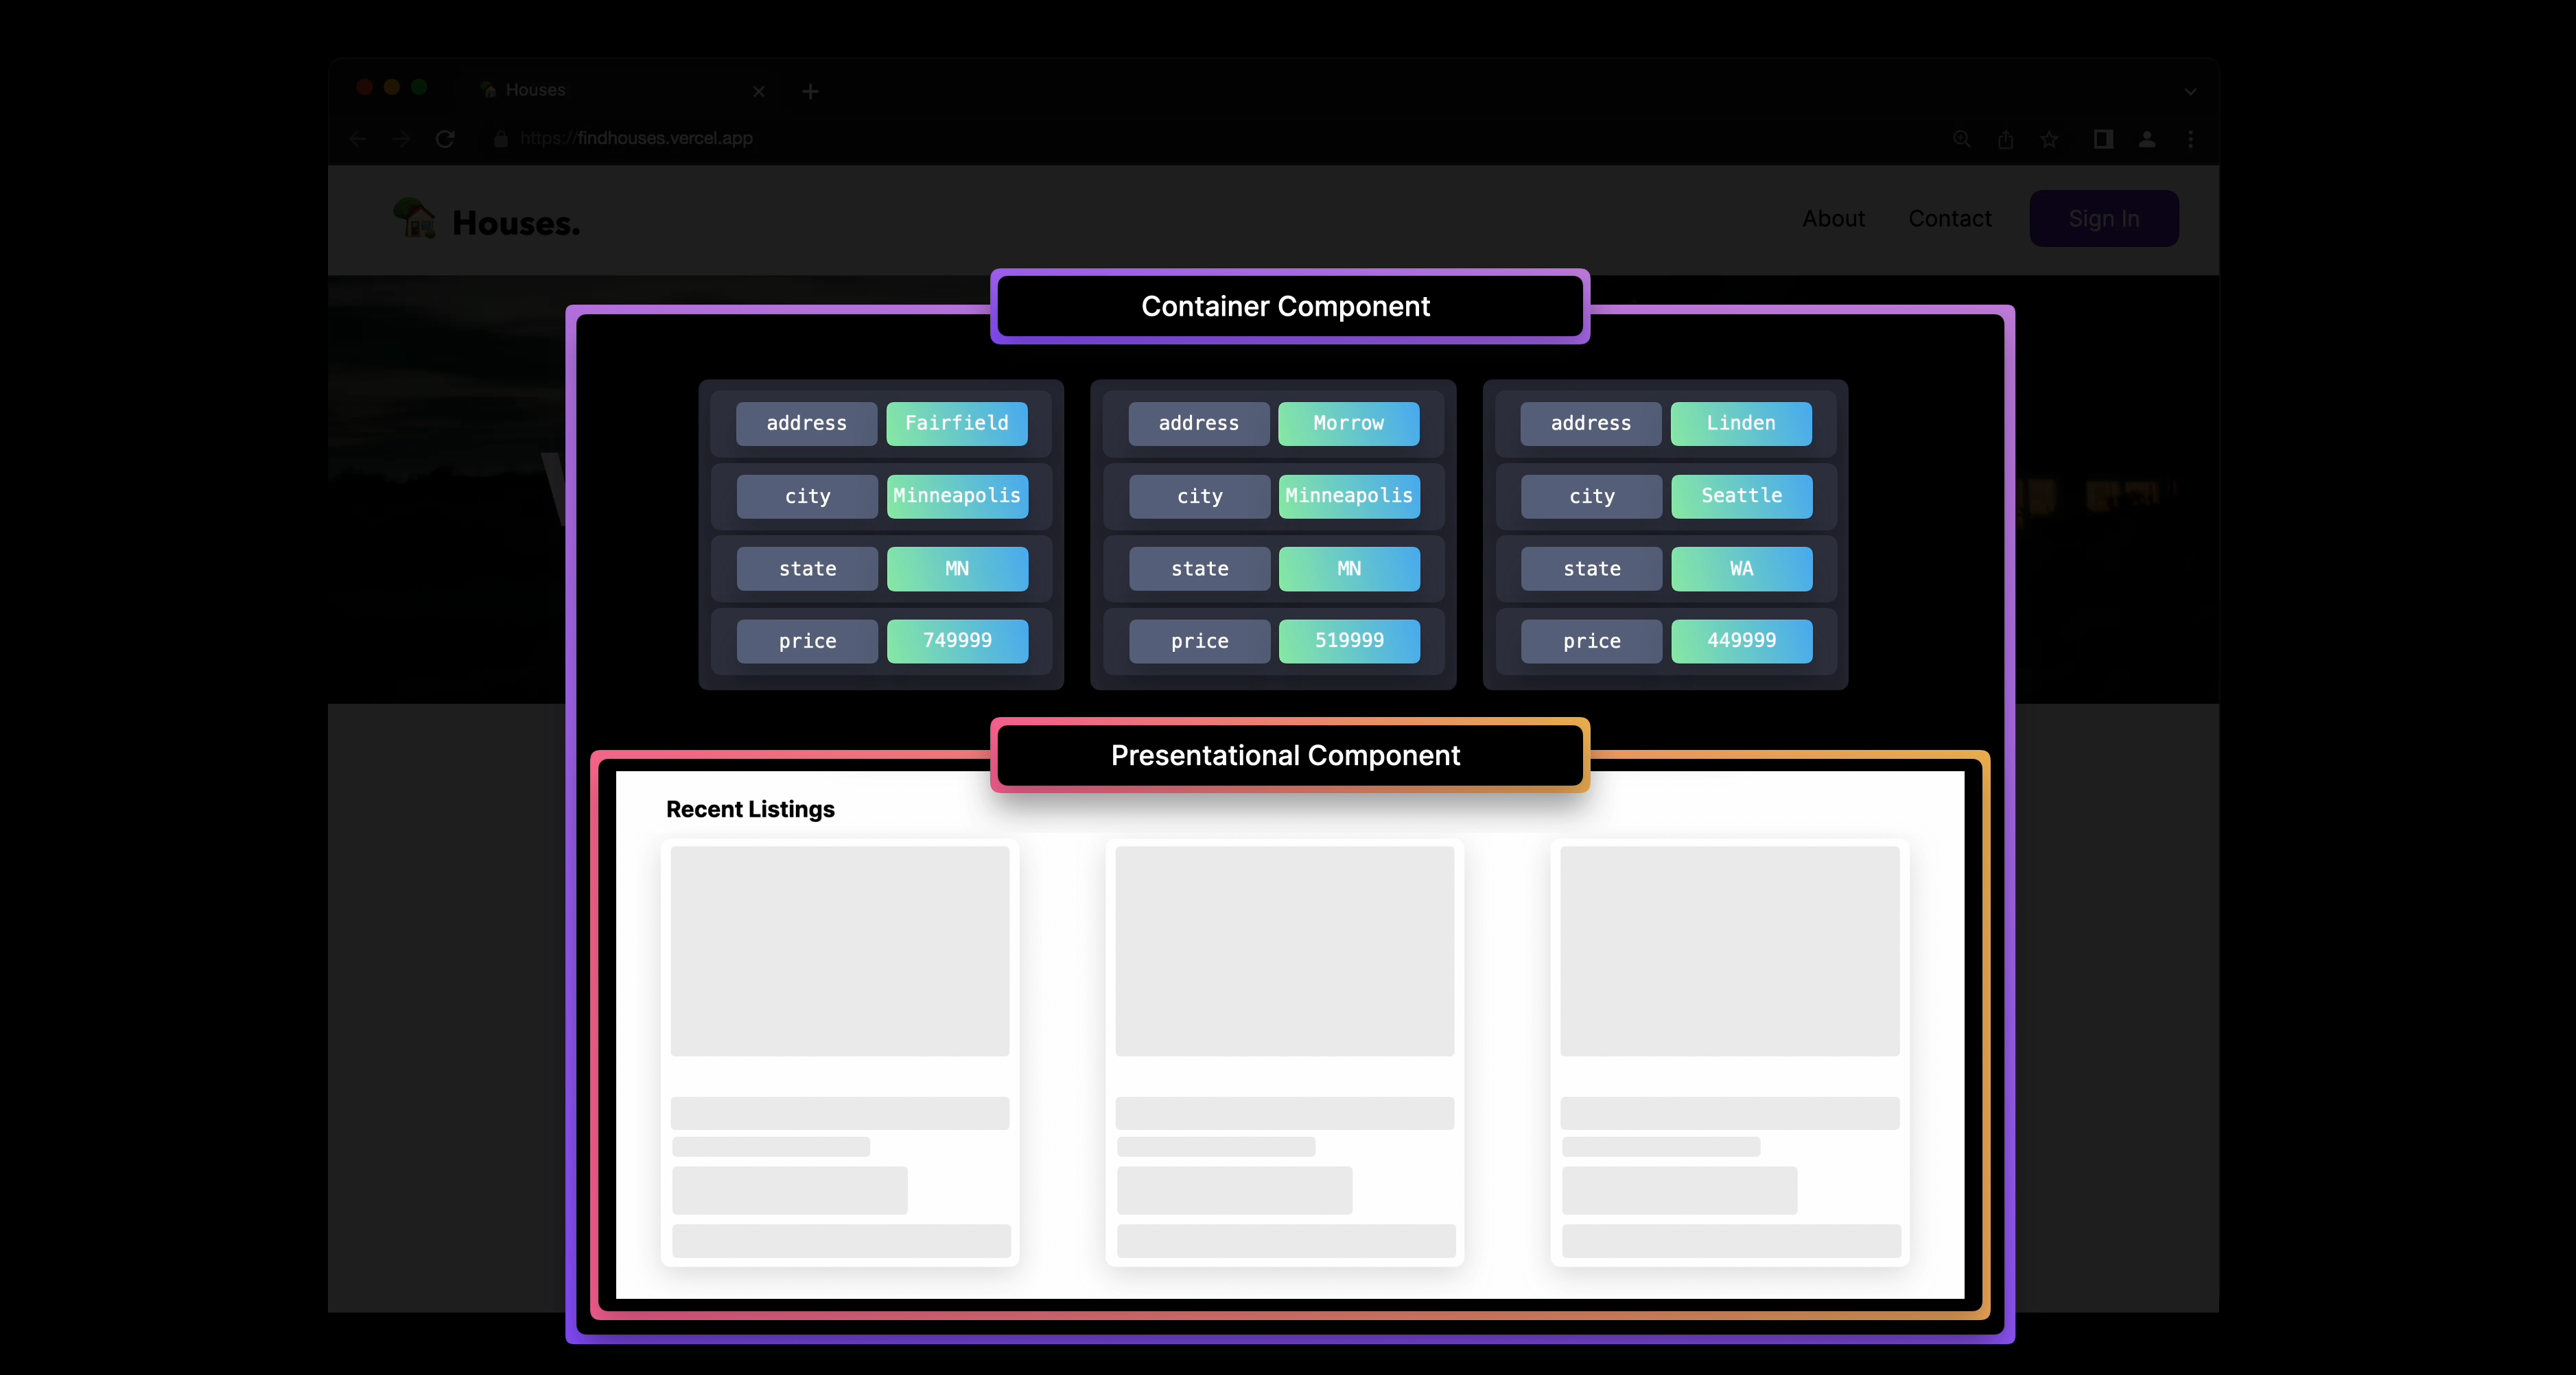 Houses
https://findhouses.vercel.app
Houses.
About Contact Sign In
Container Component
address Fairfield
city Minneapolis
state MN
price 749999
address Morrow
city Minneapolis
state MN
price 519999
address Linden
city Seattle
state WA
price 449999
Presentational Component
Recent Listings